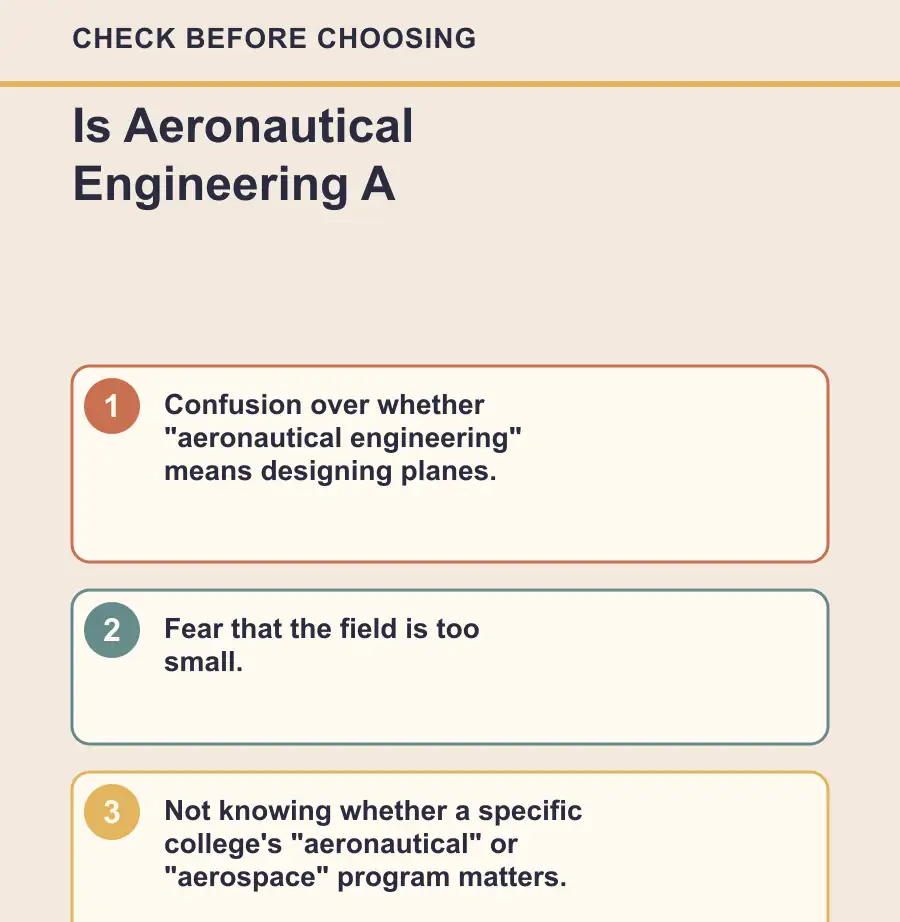 CHECK BEFORE CHOOSING
Is Aeronautical
Engineering A
1
Confusion over whether
"aeronautical engineering"
means designing planes.
2
Fear that the field is too
small.
3
Not knowing whether a specific
college's "aeronautical" or
"aerospace" program matters.